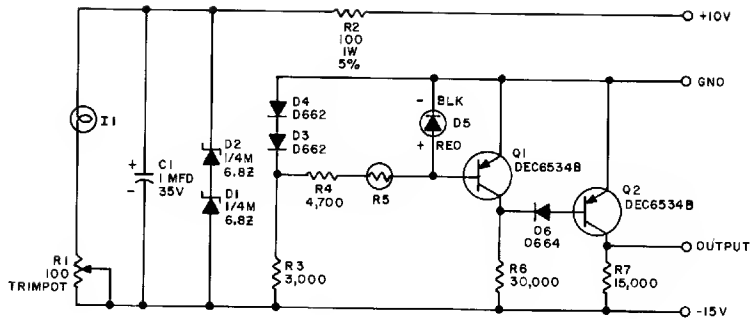 +10V
R2
100
1W
5%
GND
D4
D662
D3
D662
-
BLK
D5
+
RED
I1
+
C1
1 MFD
35V
-
D2
1/4M
6.8Z
D1
1/4M
6.8Z
Q1
DEC6534B
Q2
DEC6534B
R4
4,700
R5
D6
D664
OUTPUT
R1
100
TRIMPOT
R3
3,000
R6
30,000
R7
15,000
-15V